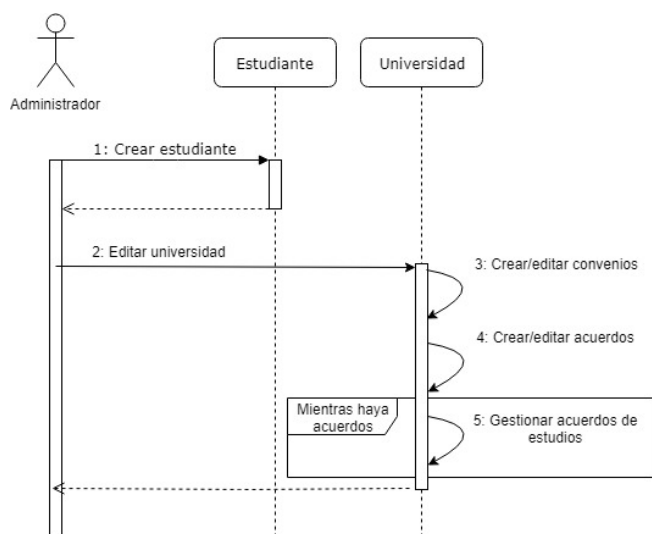 Estudiante
Universidad
Administrador
1: Crear estudiante
2: Editar universidad
3: Crear/editar convenios
4: Crear/editar acuerdos
Mientras haya
acuerdos
5: Gestionar acuerdos de
estudios